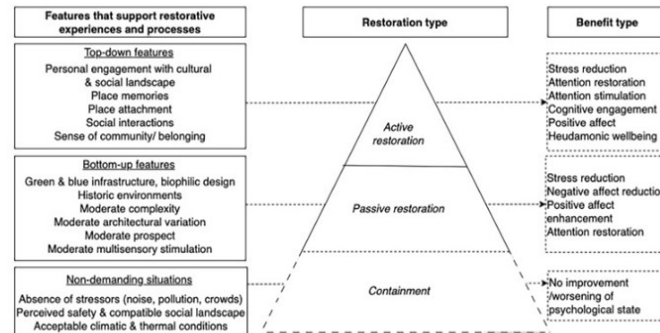 Features that support restorative
experiences and processes
Restoration type
Benefit type
Top-down features
Personal engagement with cultural
& social landscape
Place memories
Place attachment
Social interactions
Sense of community/ belonging
Active
restoration
Stress reduction
Attention restoration
Attention stimulation
Cognitive engagement
Positive affect
Heudamonic wellbeing
Bottom-up features
Green & blue infrastructure, biophilic design
Historic environments
Moderate complexity
Moderate architectural variation
Moderate prospect
Moderate multisensory stimulation
Passive restoration
Stress reduction
Negative affect reduction
Positive affect
enhancement
Attention restoration
Non-demanding situations
Absence of stressors (noise, pollution, crowds)
Perceived safety & compatible social landscape
Acceptable climatic & thermal conditions
Containment
No improvement
/worsening of
psychological state